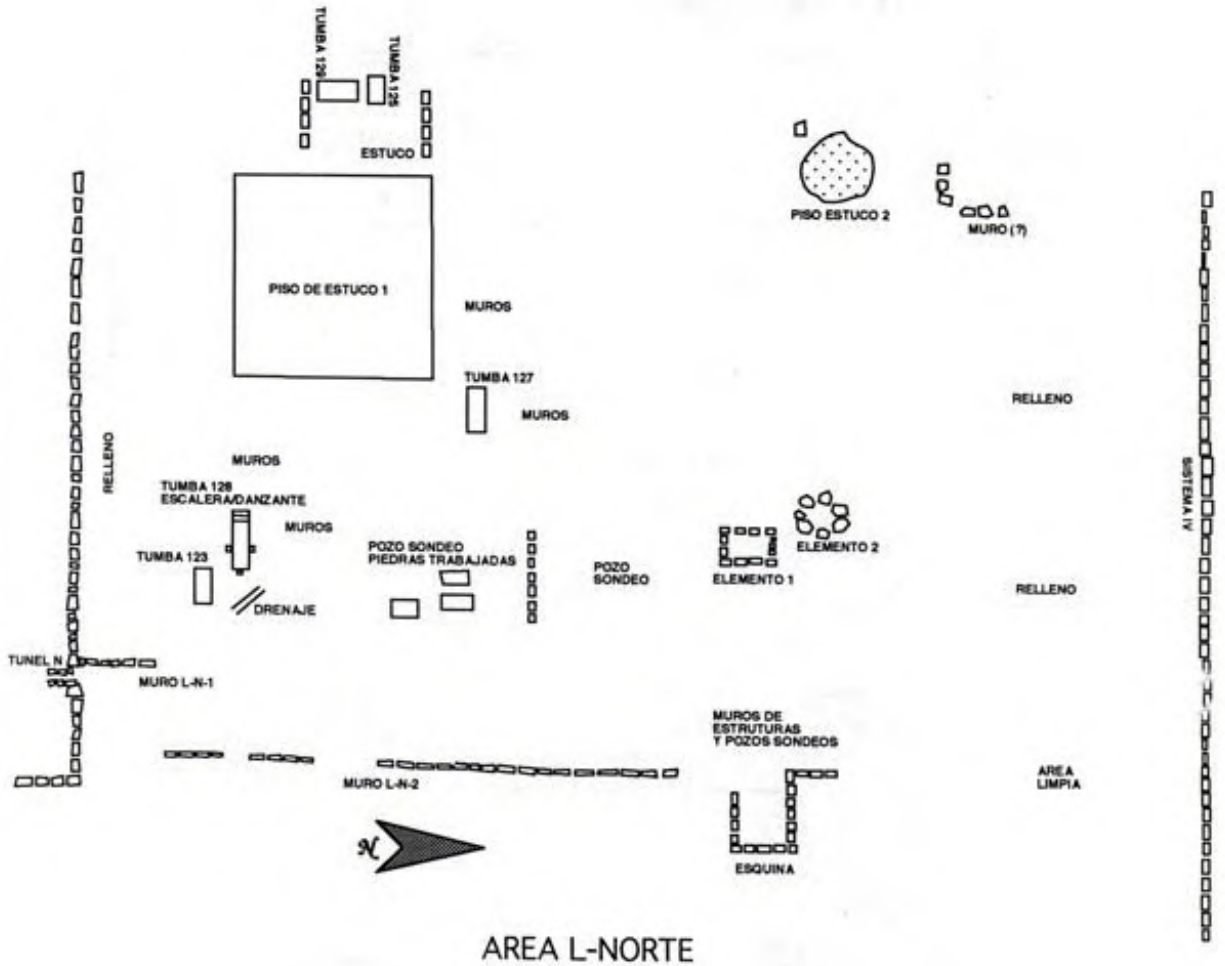 TUMBA 129
TUMBA 125
ESTUCO
PISO DE ESTUCO 1
PISO ESTUCO 2
MURO (?)
MUROS
TUMBA 127
MUROS
RELLENO
RELLENO
SISTEMA IV
MUROS
TUMBA 128
ESCALERA/DANZANTE
MUROS
TUMBA 123
DRENAJE
POZO SONDEO
PIEDRAS TRABAJADAS
POZO
SONDEO
ELEMENTO 1
ELEMENTO 2
RELLENO
TUNEL N
MURO L-N-1
MUROS DE
ESTRUTURAS
Y POZOS SONDEOS
MURO L-N-2
AREA
LIMPIA
N
ESQUINA
AREA L-NORTE